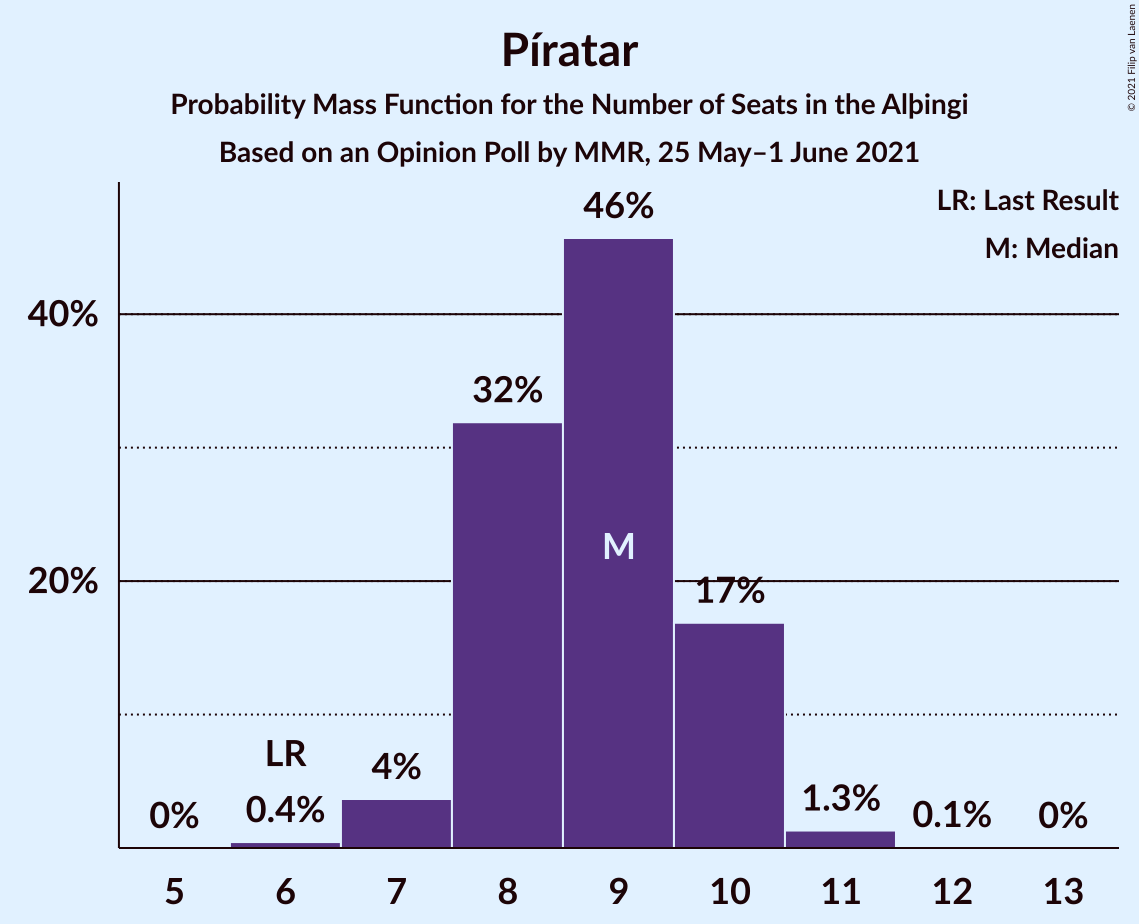 Píratar
Probability Mass Function for the Number of Seats in the Alþingi
Based on an Opinion Poll by MMR, 25 May–1 June 2021
© 2021 Filip van Laenen
LR: Last Result
M: Median
46%
40%
32%
M
20%
17%
LR
4%
0%
0.4%
1.3%
0.1%
0%
5 6 7 8 9 10 11 12 13